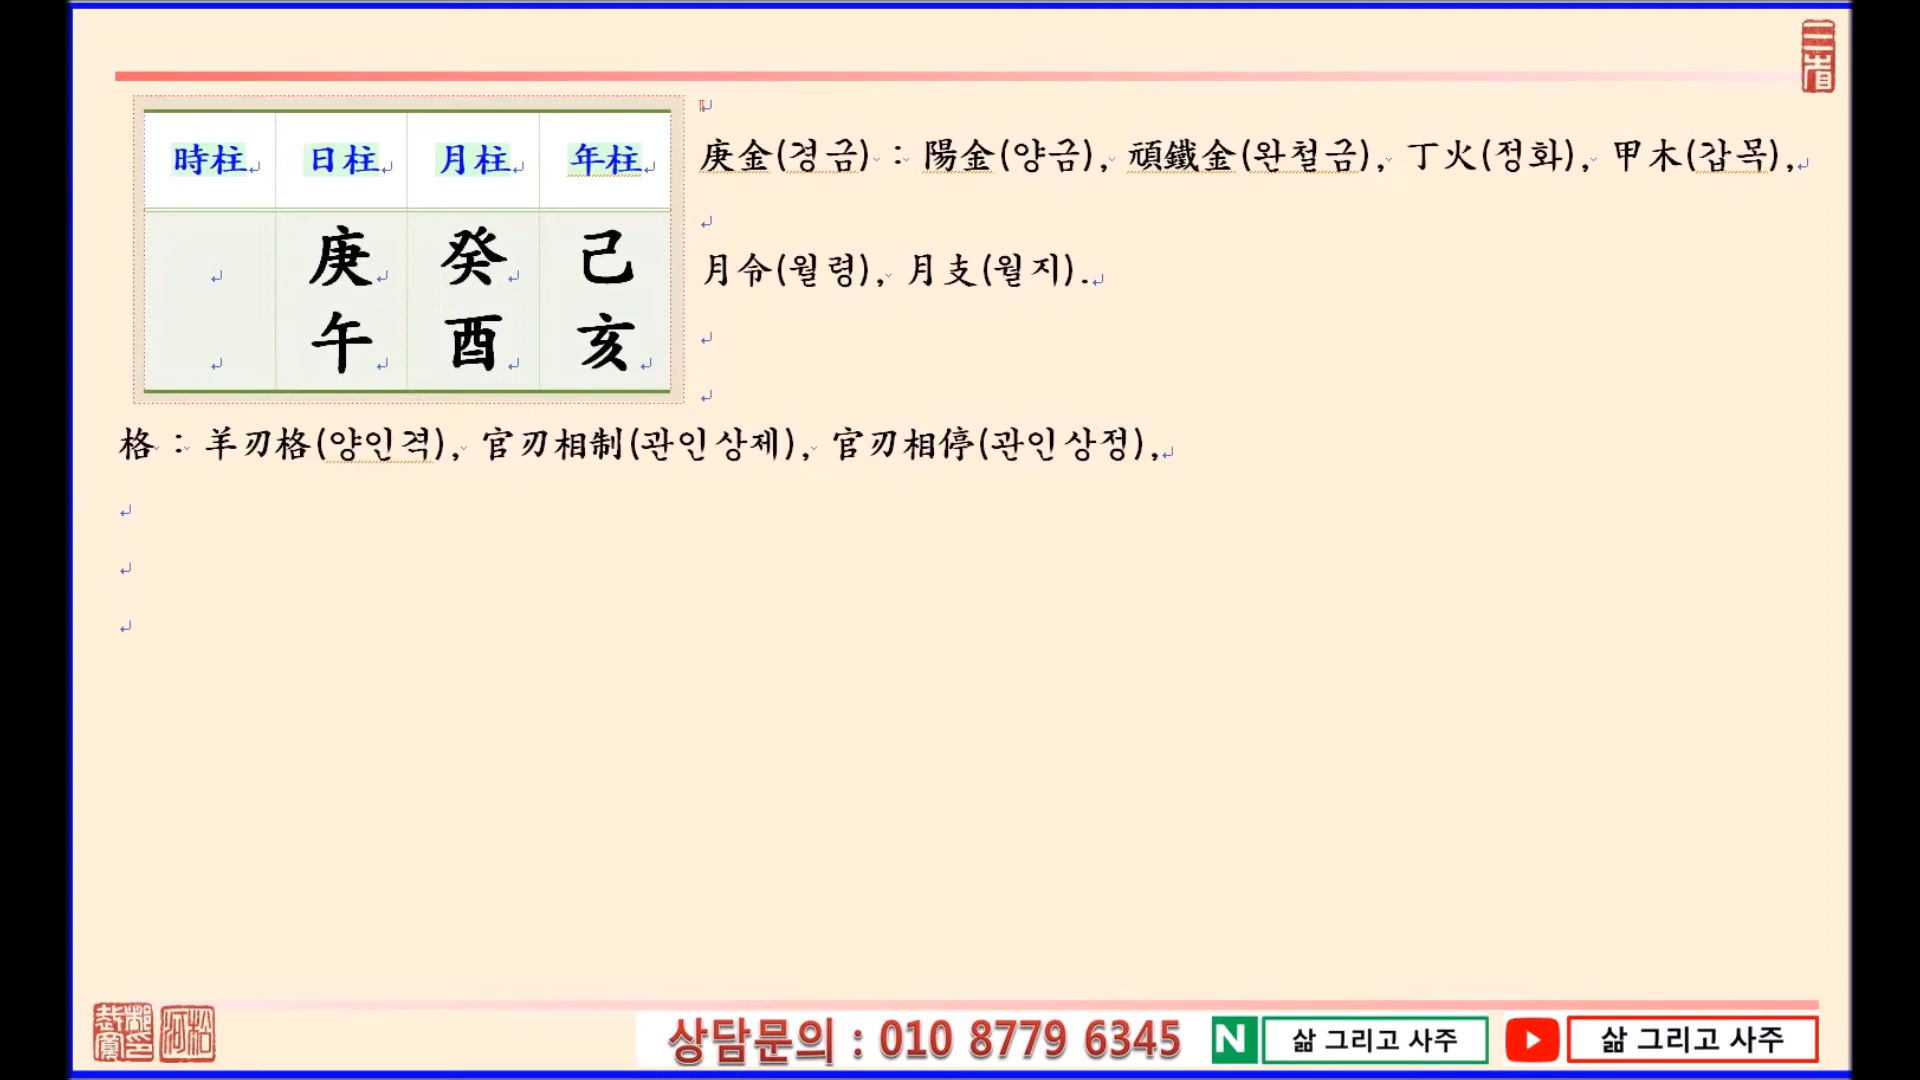 時柱 日柱 月柱 年柱
庚 癸 己
午 酉 亥
庚金(경금) : 陽金(양금), 頑鐵金(완철금), 丁火(정화), 甲木(갑목),
月令(월령), 月支(월지).
格 : 羊刃格(양인격), 官刃相制(관인상제), 官刃相停(관인상정),
상담문의 : 010 8779 6345 N 삶 그리고 사주 삶 그리고 사주